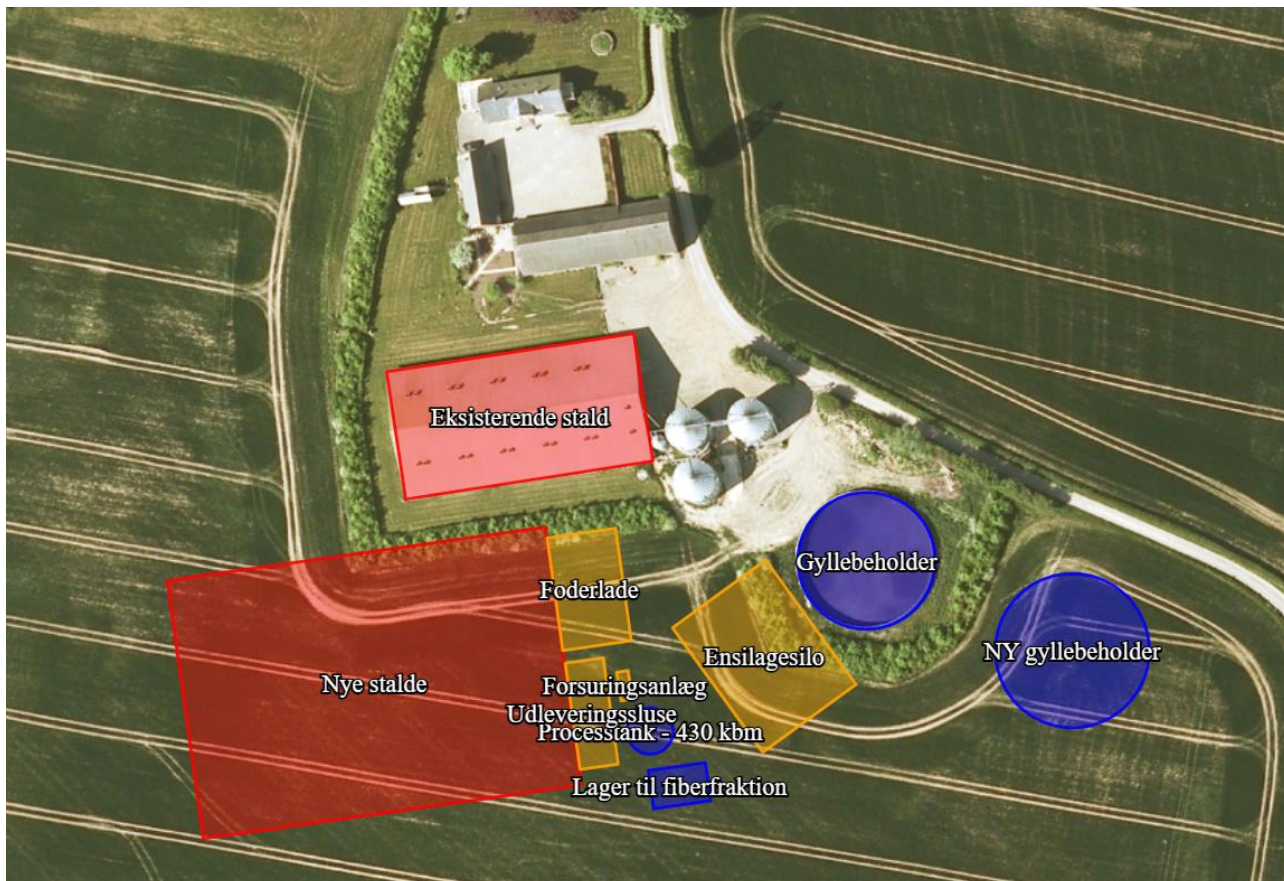 Eksisterende stald
Gyllebeholder
Foderlade
NY gyllebeholder
Ensilagesilo
Nye stalde
Forsuringsanlæg
Udleveringssluse
Processtank - 430 kbm
Lager til fiberfraktion